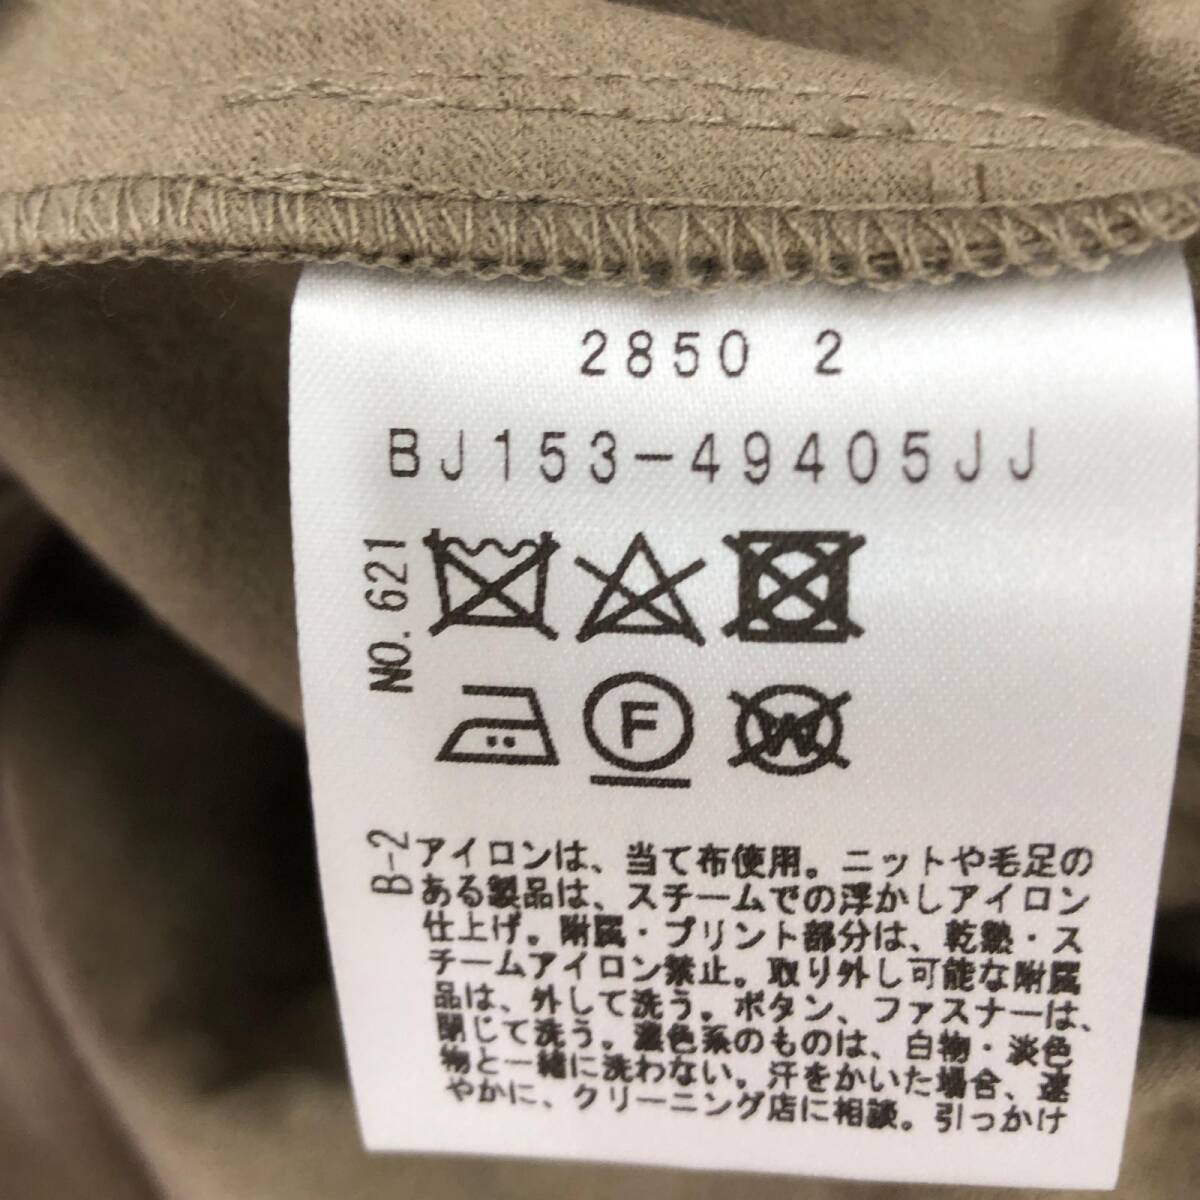 2850 2
BJ153-49405JJ
NO. 621
F
W
B-2
アイロンは、当て布使用。ニットや毛足の
ある製品は、スチームでの浮かしアイロン
仕上げ。附属・プリント部分は、乾熱・ス
チームアイロン禁止。取り外し可能な附属
品は、外して洗う。ボタン、ファスナーは、
閉じて洗う。濃色系のものは、白物・淡色
物と一緒に洗わない。汗をかいた場合、速
やかに、クリーニング店に相談。引っかけ